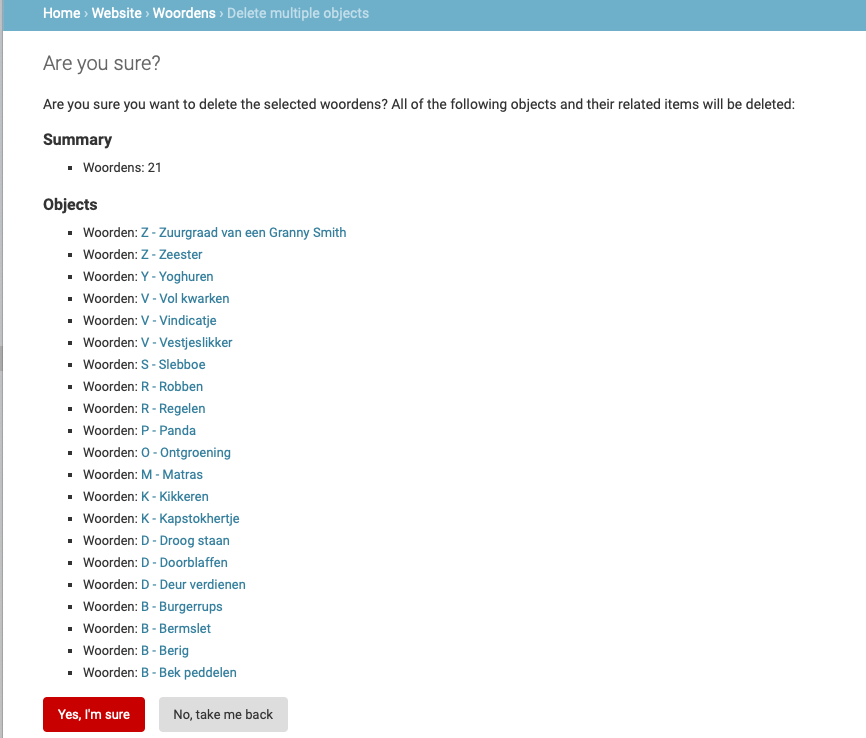 Home › Website › Woordens › Delete multiple objects
Are you sure?
Are you sure you want to delete the selected woordens? All of the following objects and their related items will be deleted:
Summary
Woordens: 21
Objects
Woorden: Z - Zuurgraad van een Granny Smith
Woorden: Z - Zeester
Woorden: Y - Yoghuren
Woorden: V - Vol kwarken
Woorden: V - Vindicatje
Woorden: V - Vestjeslikker
Woorden: S - Slebboe
Woorden: R - Robben
Woorden: R - Regelen
Woorden: P - Panda
Woorden: O - Ontgroening
Woorden: M - Matras
Woorden: K - Kikkeren
Woorden: K - Kapstokhertje
Woorden: D - Droog staan
Woorden: D - Doorblaffen
Woorden: D - Deur verdienen
Woorden: B - Burgerrups
Woorden: B - Bermslet
Woorden: B - Berig
Woorden: B - Bek peddelen
Yes, I'm sure No, take me back